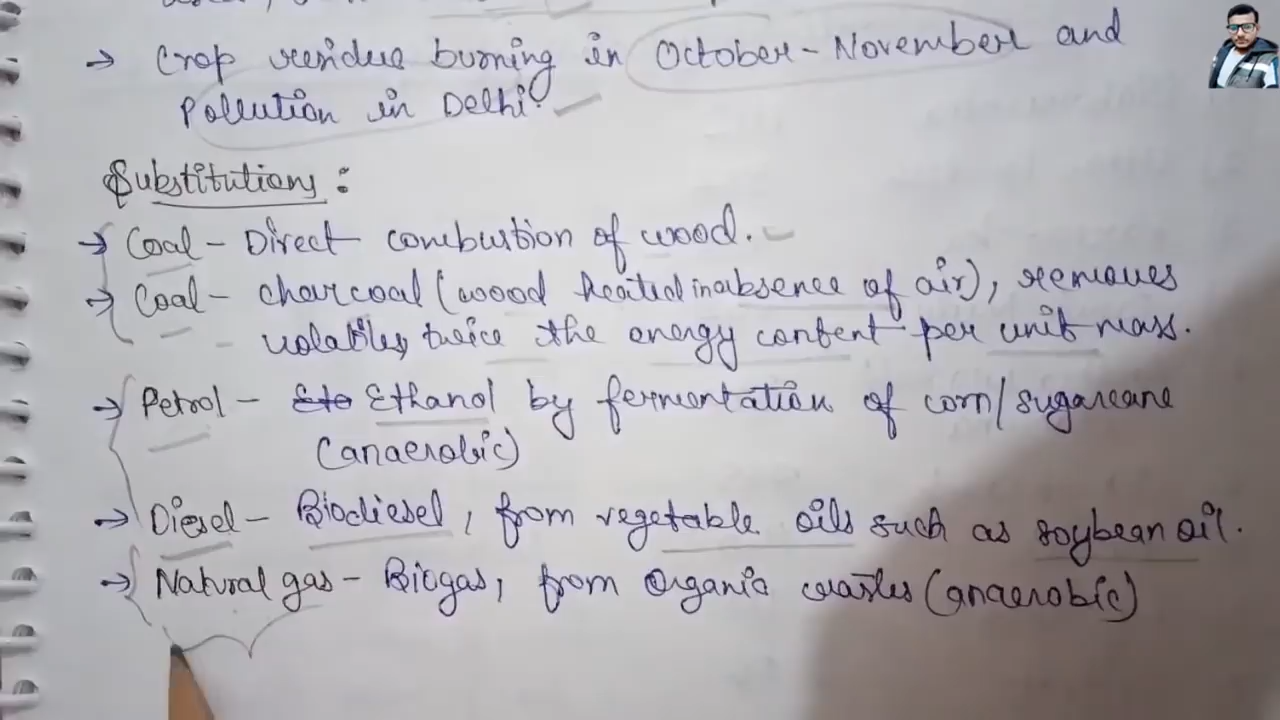 → Crop residue burning in October - November and
Pollution in Delhi.
Substitutions :
→ Coal - Direct combustion of wood.
→ Coal - charcoal (wood heated in absence of air), removes
volatiles, twice the energy content per unit mass.
→ Petrol - Eto Ethanol by fermentation of corn/sugarcane
(anaerobic)
→ Diesel - Biodiesel, from vegetable oils such as soybean oil.
→ Natural gas - Biogas, from Organic wastes (anaerobic)